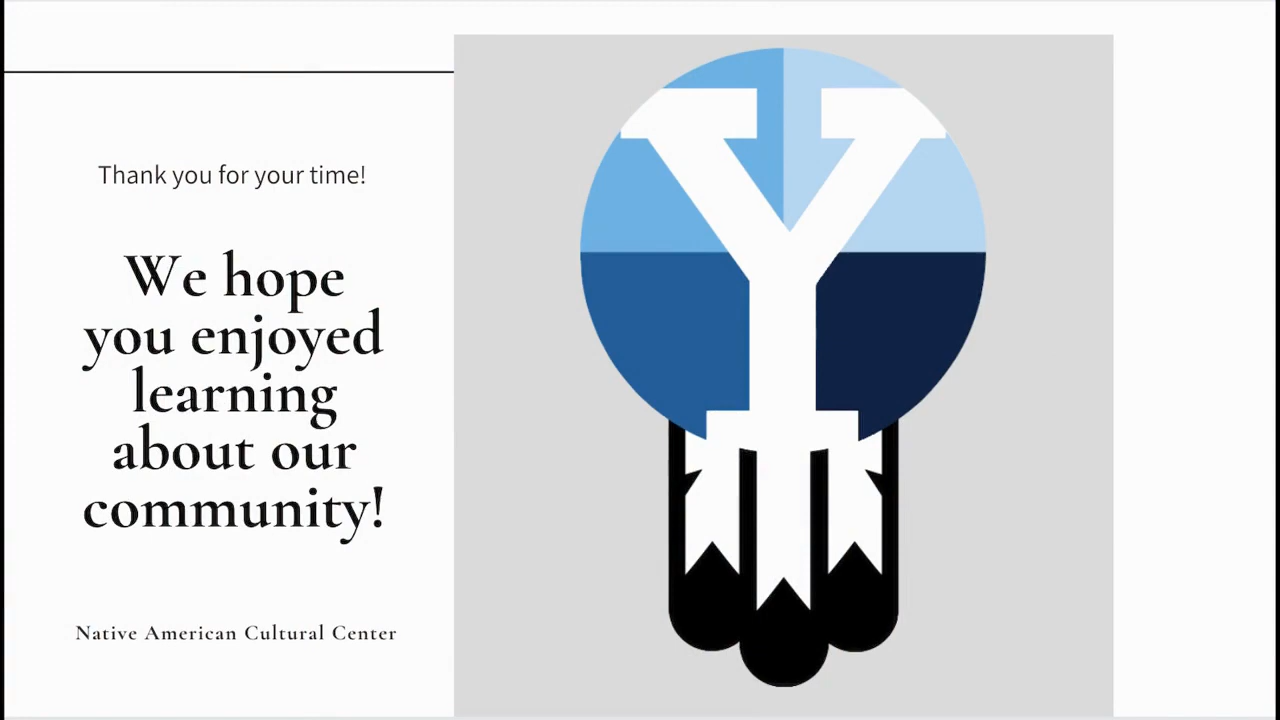 Thank you for your time!
We hope
you enjoyed
learning
about our
community!
Native American Cultural Center
Y